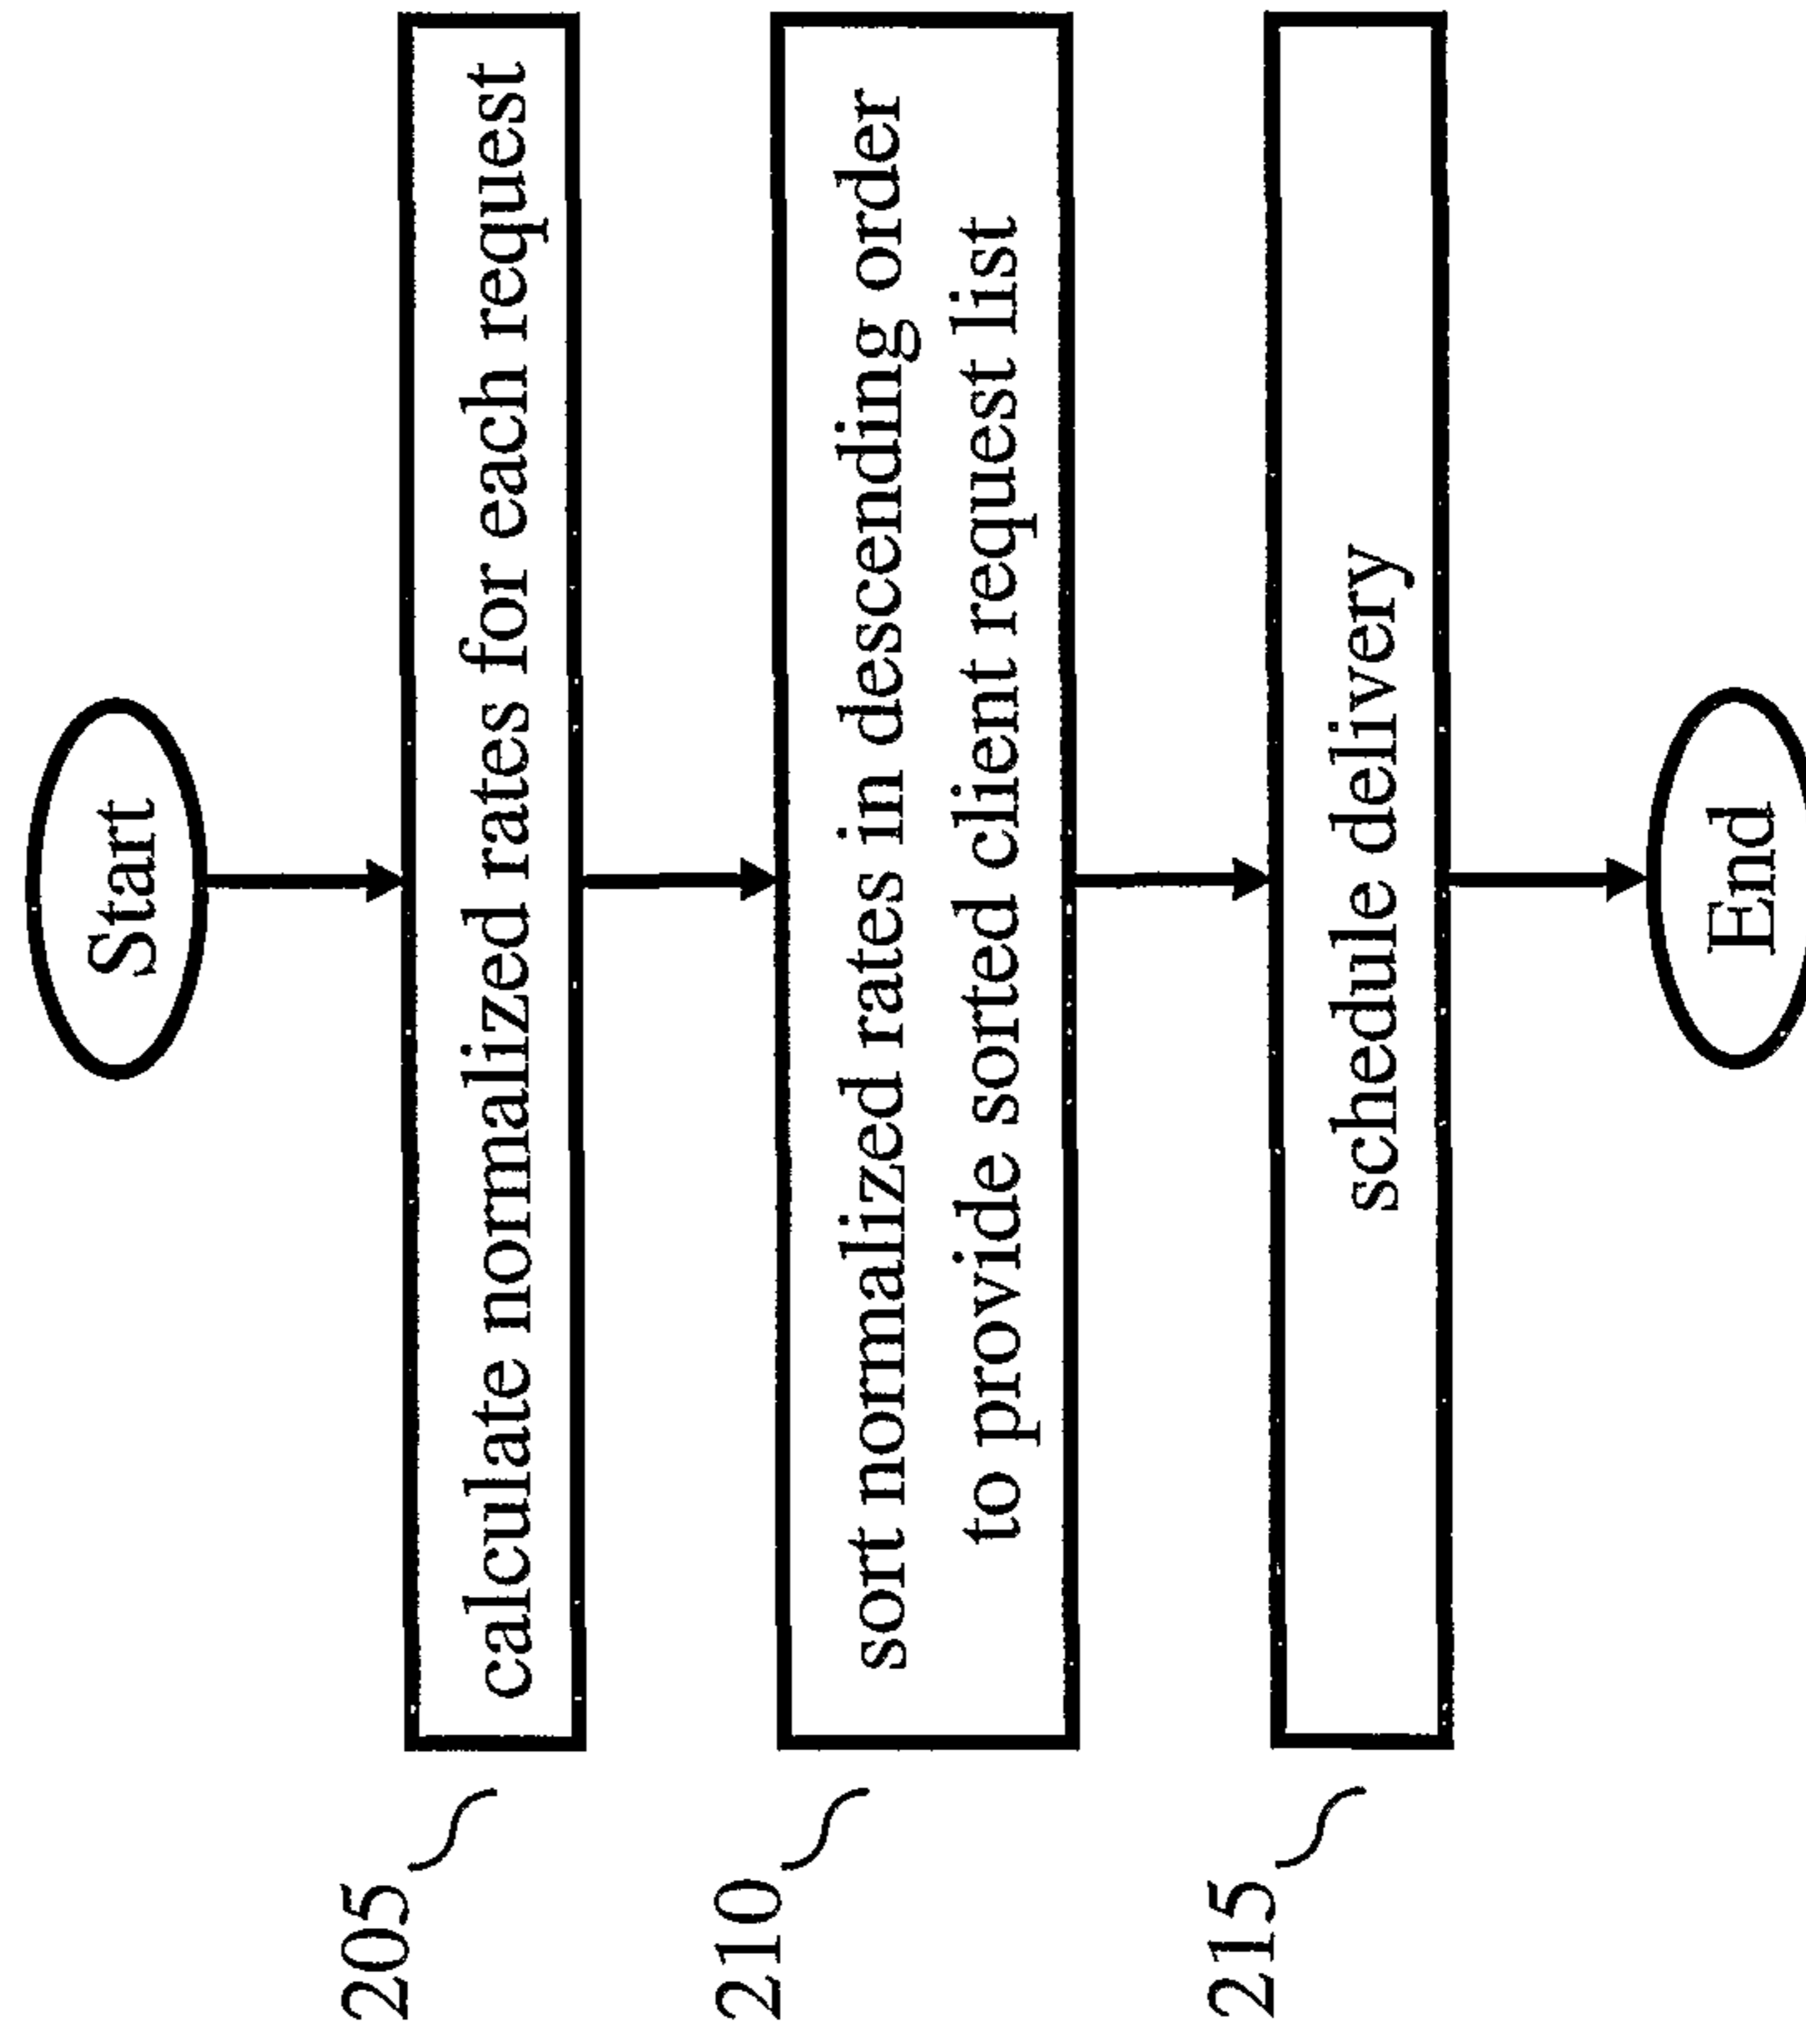 Start
205
calculate normalized rates for each request
210
sort normalized rates in descending order
to provide sorted client request list
215
schedule delivery
End